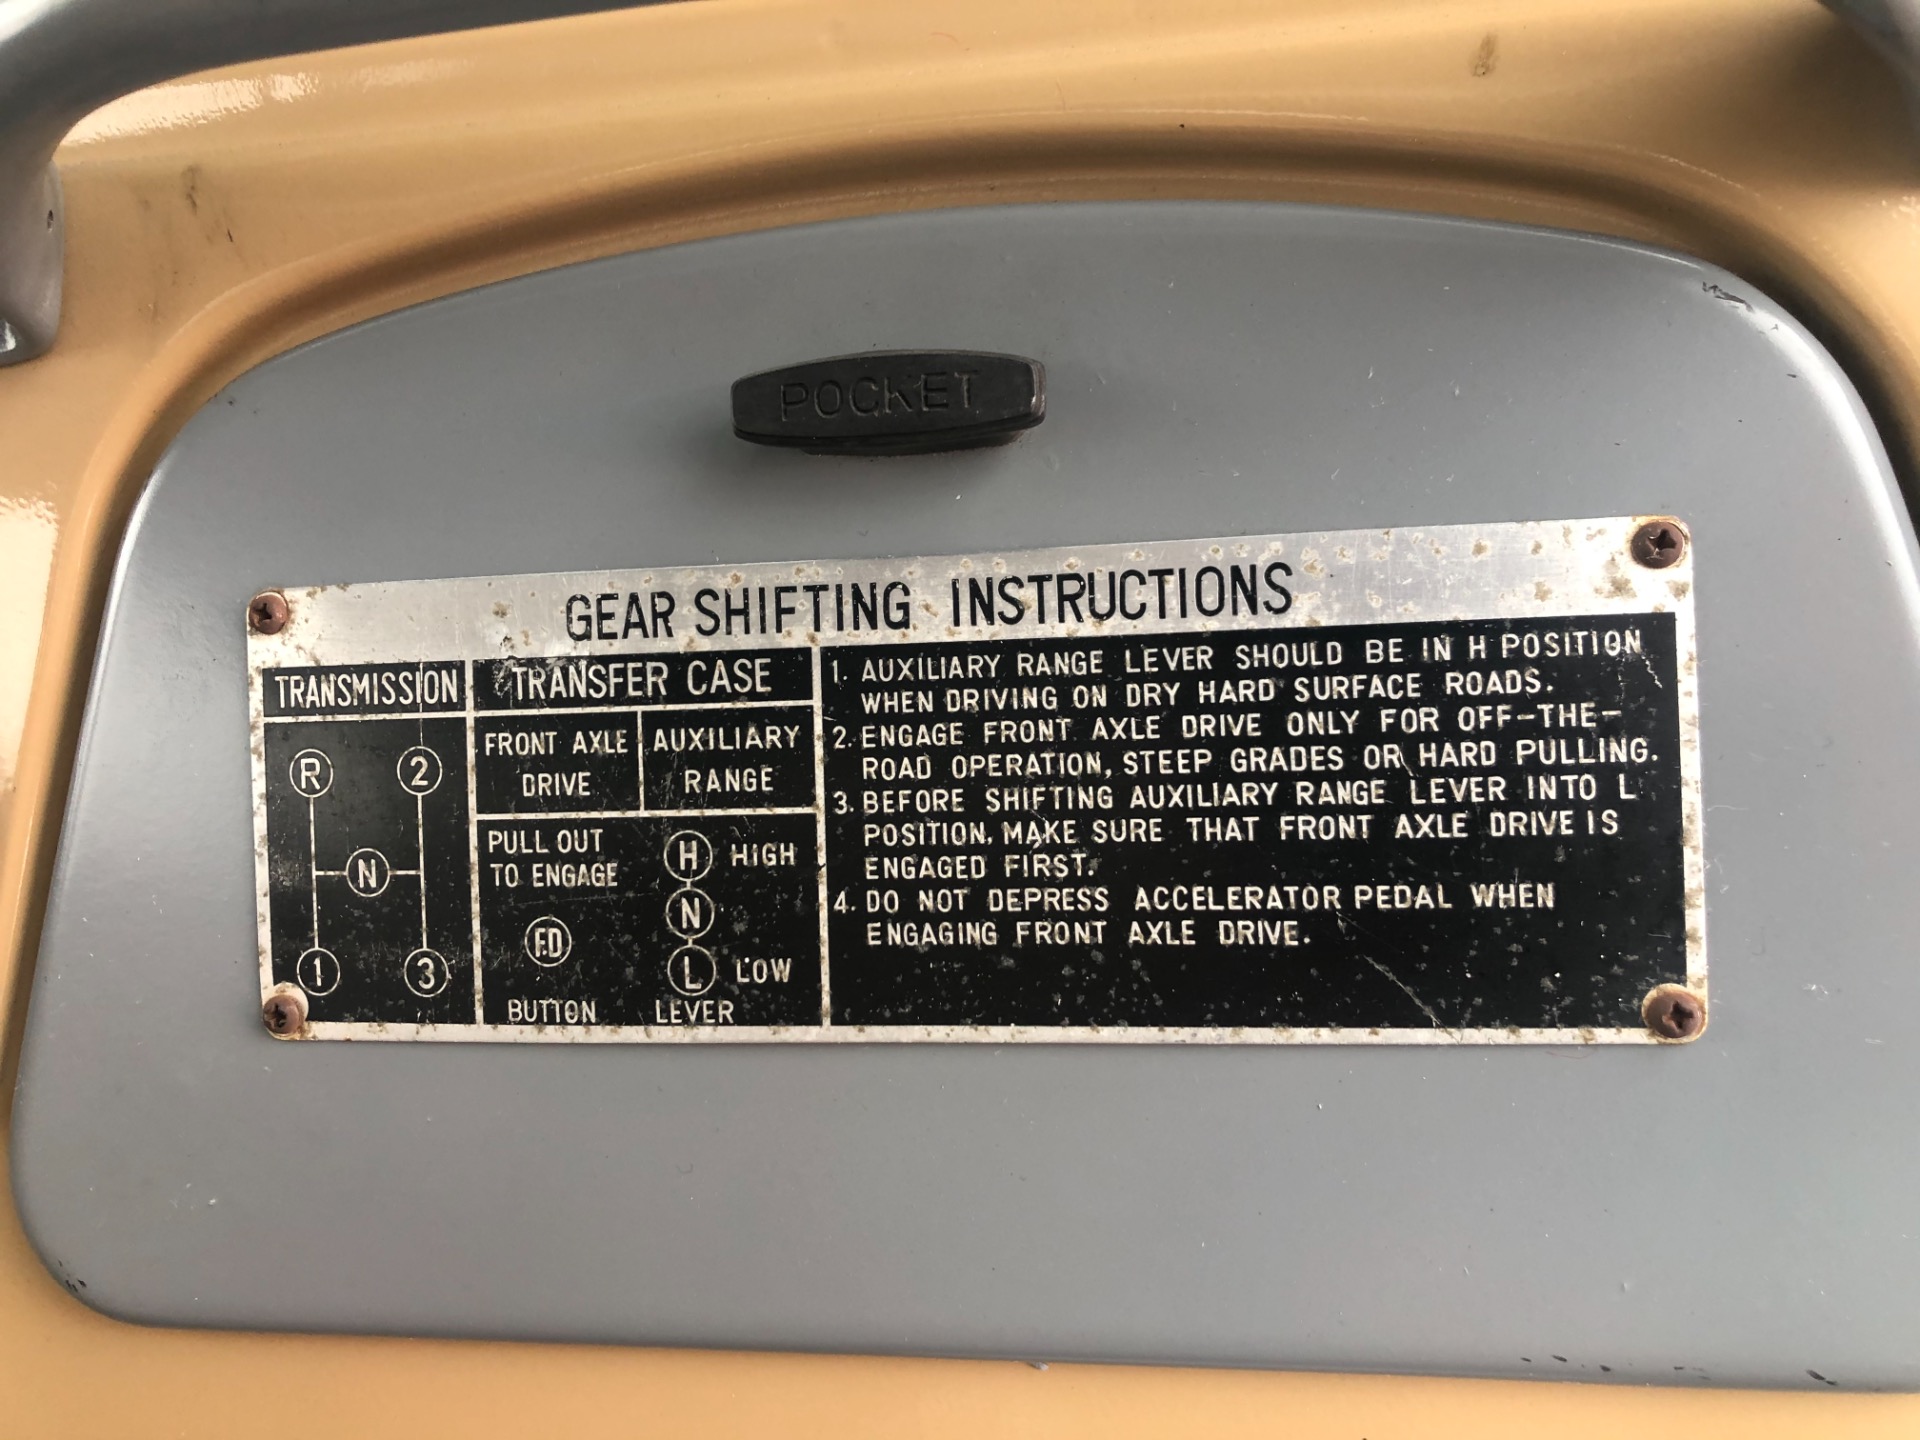 POCKET
GEAR SHIFTING INSTRUCTIONS
TRANSMISSION
R 2
N
1 3
TRANSFER CASE
FRONT AXLE
DRIVE
AUXILIARY
RANGE
PULL OUT
TO ENGAGE
F.D
BUTTON
H HIGH
N
L LOW
LEVER
1. AUXILIARY RANGE LEVER SHOULD BE IN H POSITION
WHEN DRIVING ON DRY HARD SURFACE ROADS.
2. ENGAGE FRONT AXLE DRIVE ONLY FOR OFF-THE-
ROAD OPERATION, STEEP GRADES OR HARD PULLING.
3. BEFORE SHIFTING AUXILIARY RANGE LEVER INTO L
POSITION, MAKE SURE THAT FRONT AXLE DRIVE IS
ENGAGED FIRST.
4. DO NOT DEPRESS ACCELERATOR PEDAL WHEN
ENGAGING FRONT AXLE DRIVE.